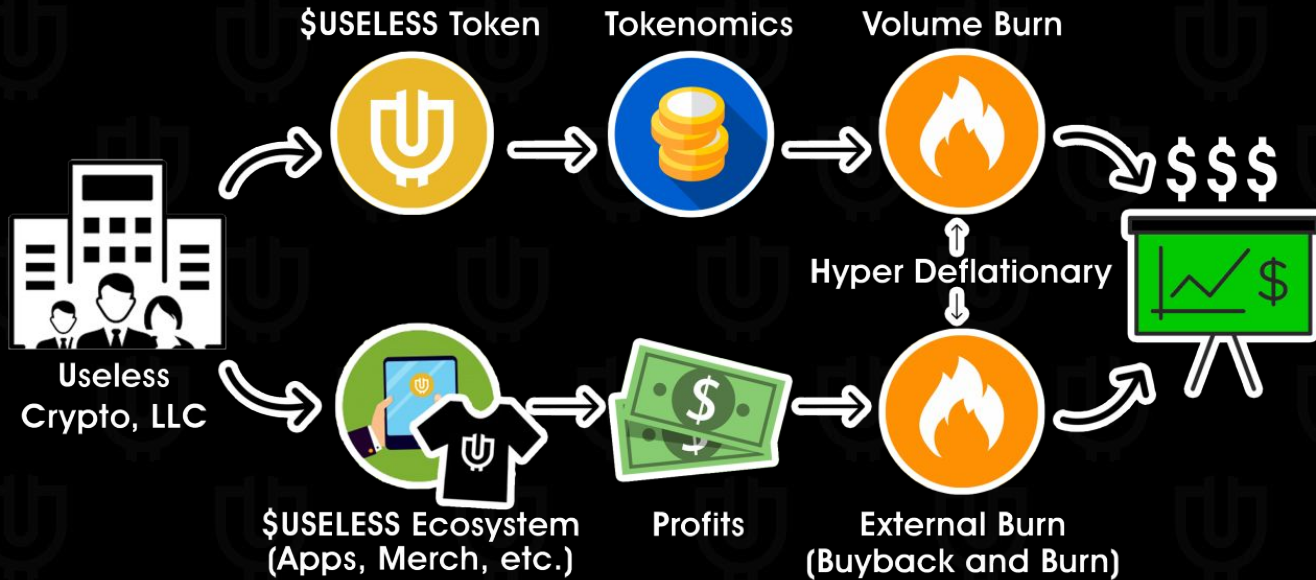 $USELESS Token
Tokenomics
Volume Burn
$$$
$
Hyper Deflationary
Useless
Crypto, LLC
$
$
$USELESS Ecosystem
(Apps, Merch, etc.)
Profits
External Burn
(Buyback and Burn)